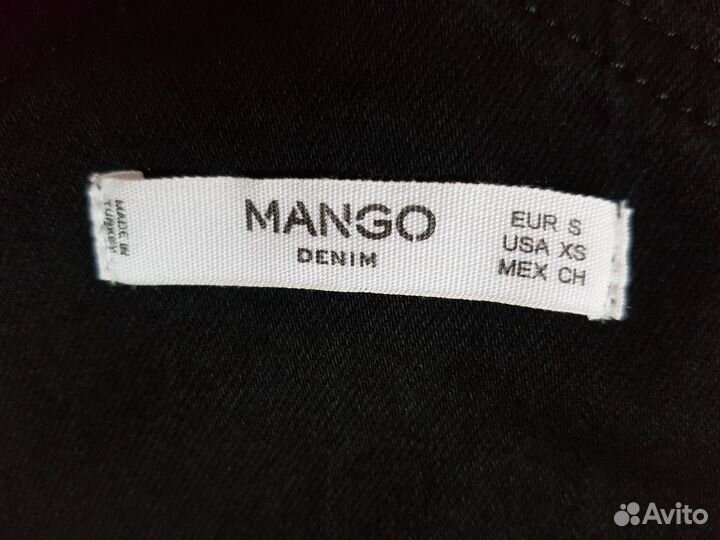 MADE IN
TURKEY
MANGO
DENIM
EUR S
USA XS
MEX CH
Avito